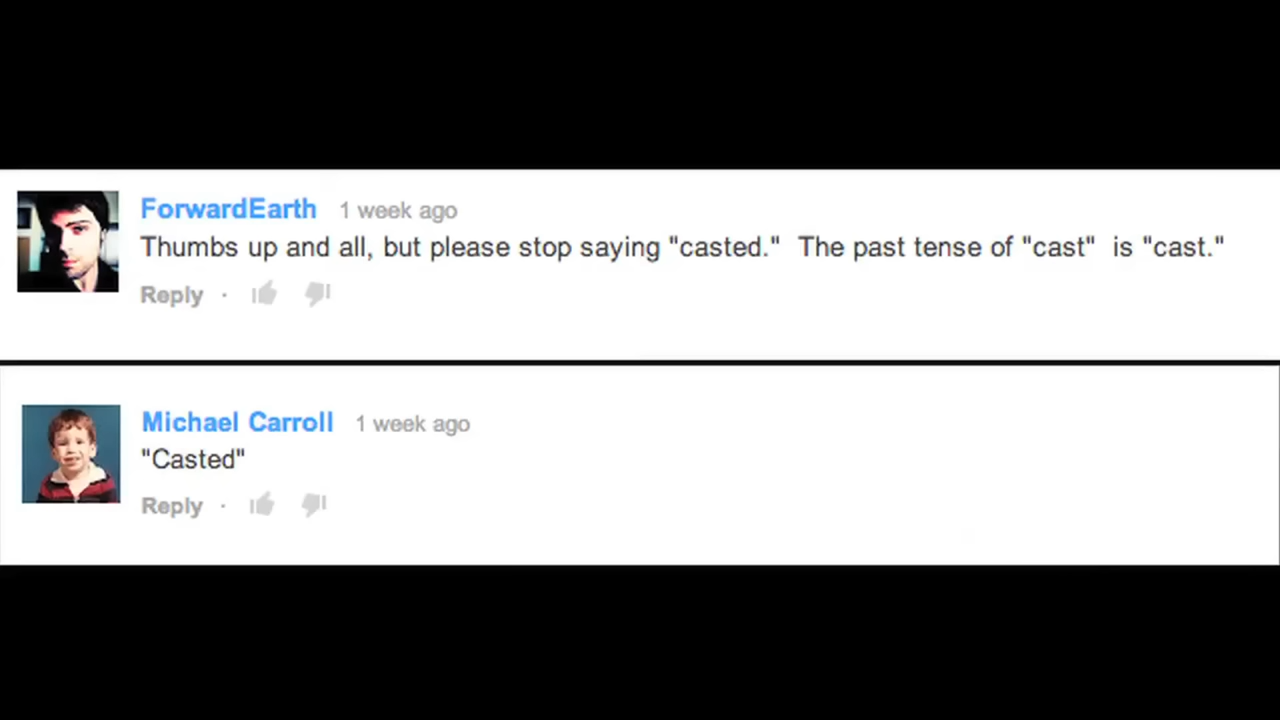 ForwardEarth 1 week ago
Thumbs up and all, but please stop saying "casted."  The past tense of "cast"  is "cast."
Reply ·
Michael Carroll 1 week ago
"Casted"
Reply ·